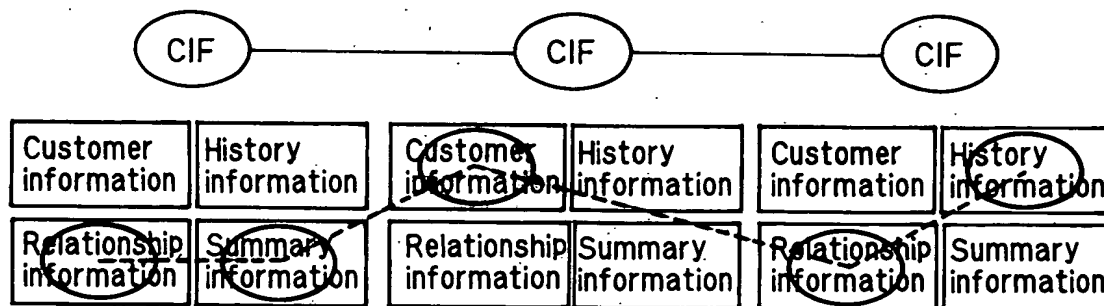 CIF CIF CIF
Customer information
History information
Customer information
History information
Customer information
History information
Relationship information
Summary information
Relationship information
Summary information
Relationship information
Summary information